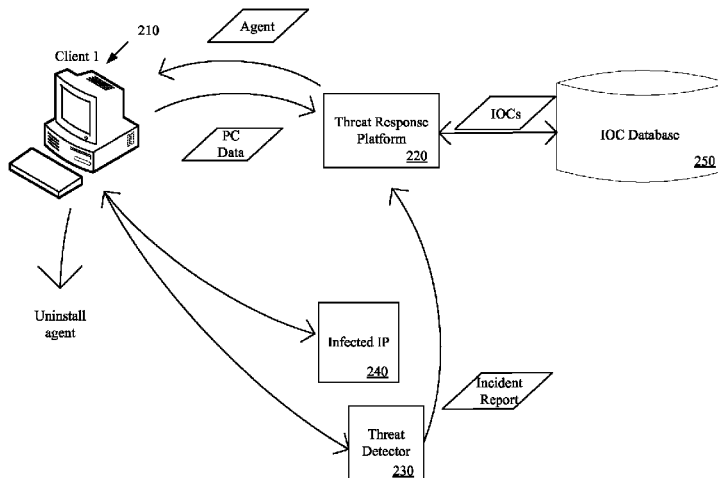 210
Agent
Client 1
Threat Response
Platform
220
IOCs
IOC Database
250
PC
Data
Uninstall
agent
Infected IP
240
Incident
Report
Threat
Detector
230